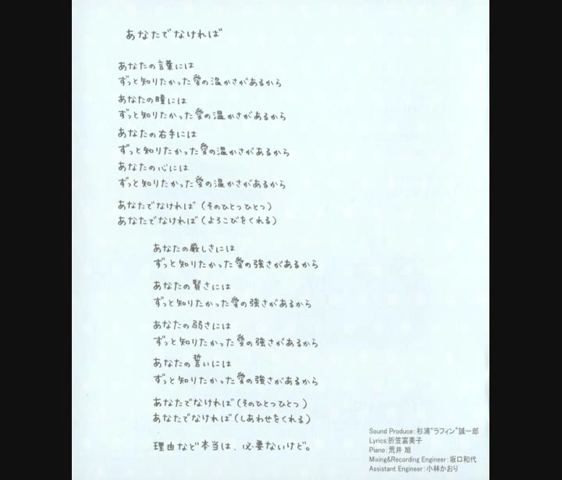 あなたでなければ
あなたの言葉には
ずっと知りたかった愛の温かさがあるから
あなたの瞳には
ずっと知りたかった愛の温かさがあるから
あなたの右手には
ずっと知りたかった愛の温かさがあるから
あなたの心には
ずっと知りたかった愛の温かさがあるから
あなたでなければ(そのひとつひとつ)
あなたでなければ(よろこびをくれる)
あなたの厳しさには
ずっと知りたかった愛の強さがあるから
あなたの賢さには
ずっと知りたかった愛の強さがあるから
あなたの弱さには
ずっと知りたかった愛の強さがあるから
あなたの誓いには
ずっと知りたかった愛の強さがあるから
あなたでなければ(そのひとつひとつ)
あなたでなければ(しあわせをくれる)
理由など本当は、必要ないけど。
Sound Produce:杉浦"ラフィン"誠一郎
Lyrics:折笠富美子
Piano:荒井 旭
Mixing&Recording Engineer:坂口和代
Assistant Engineer:小林かおり